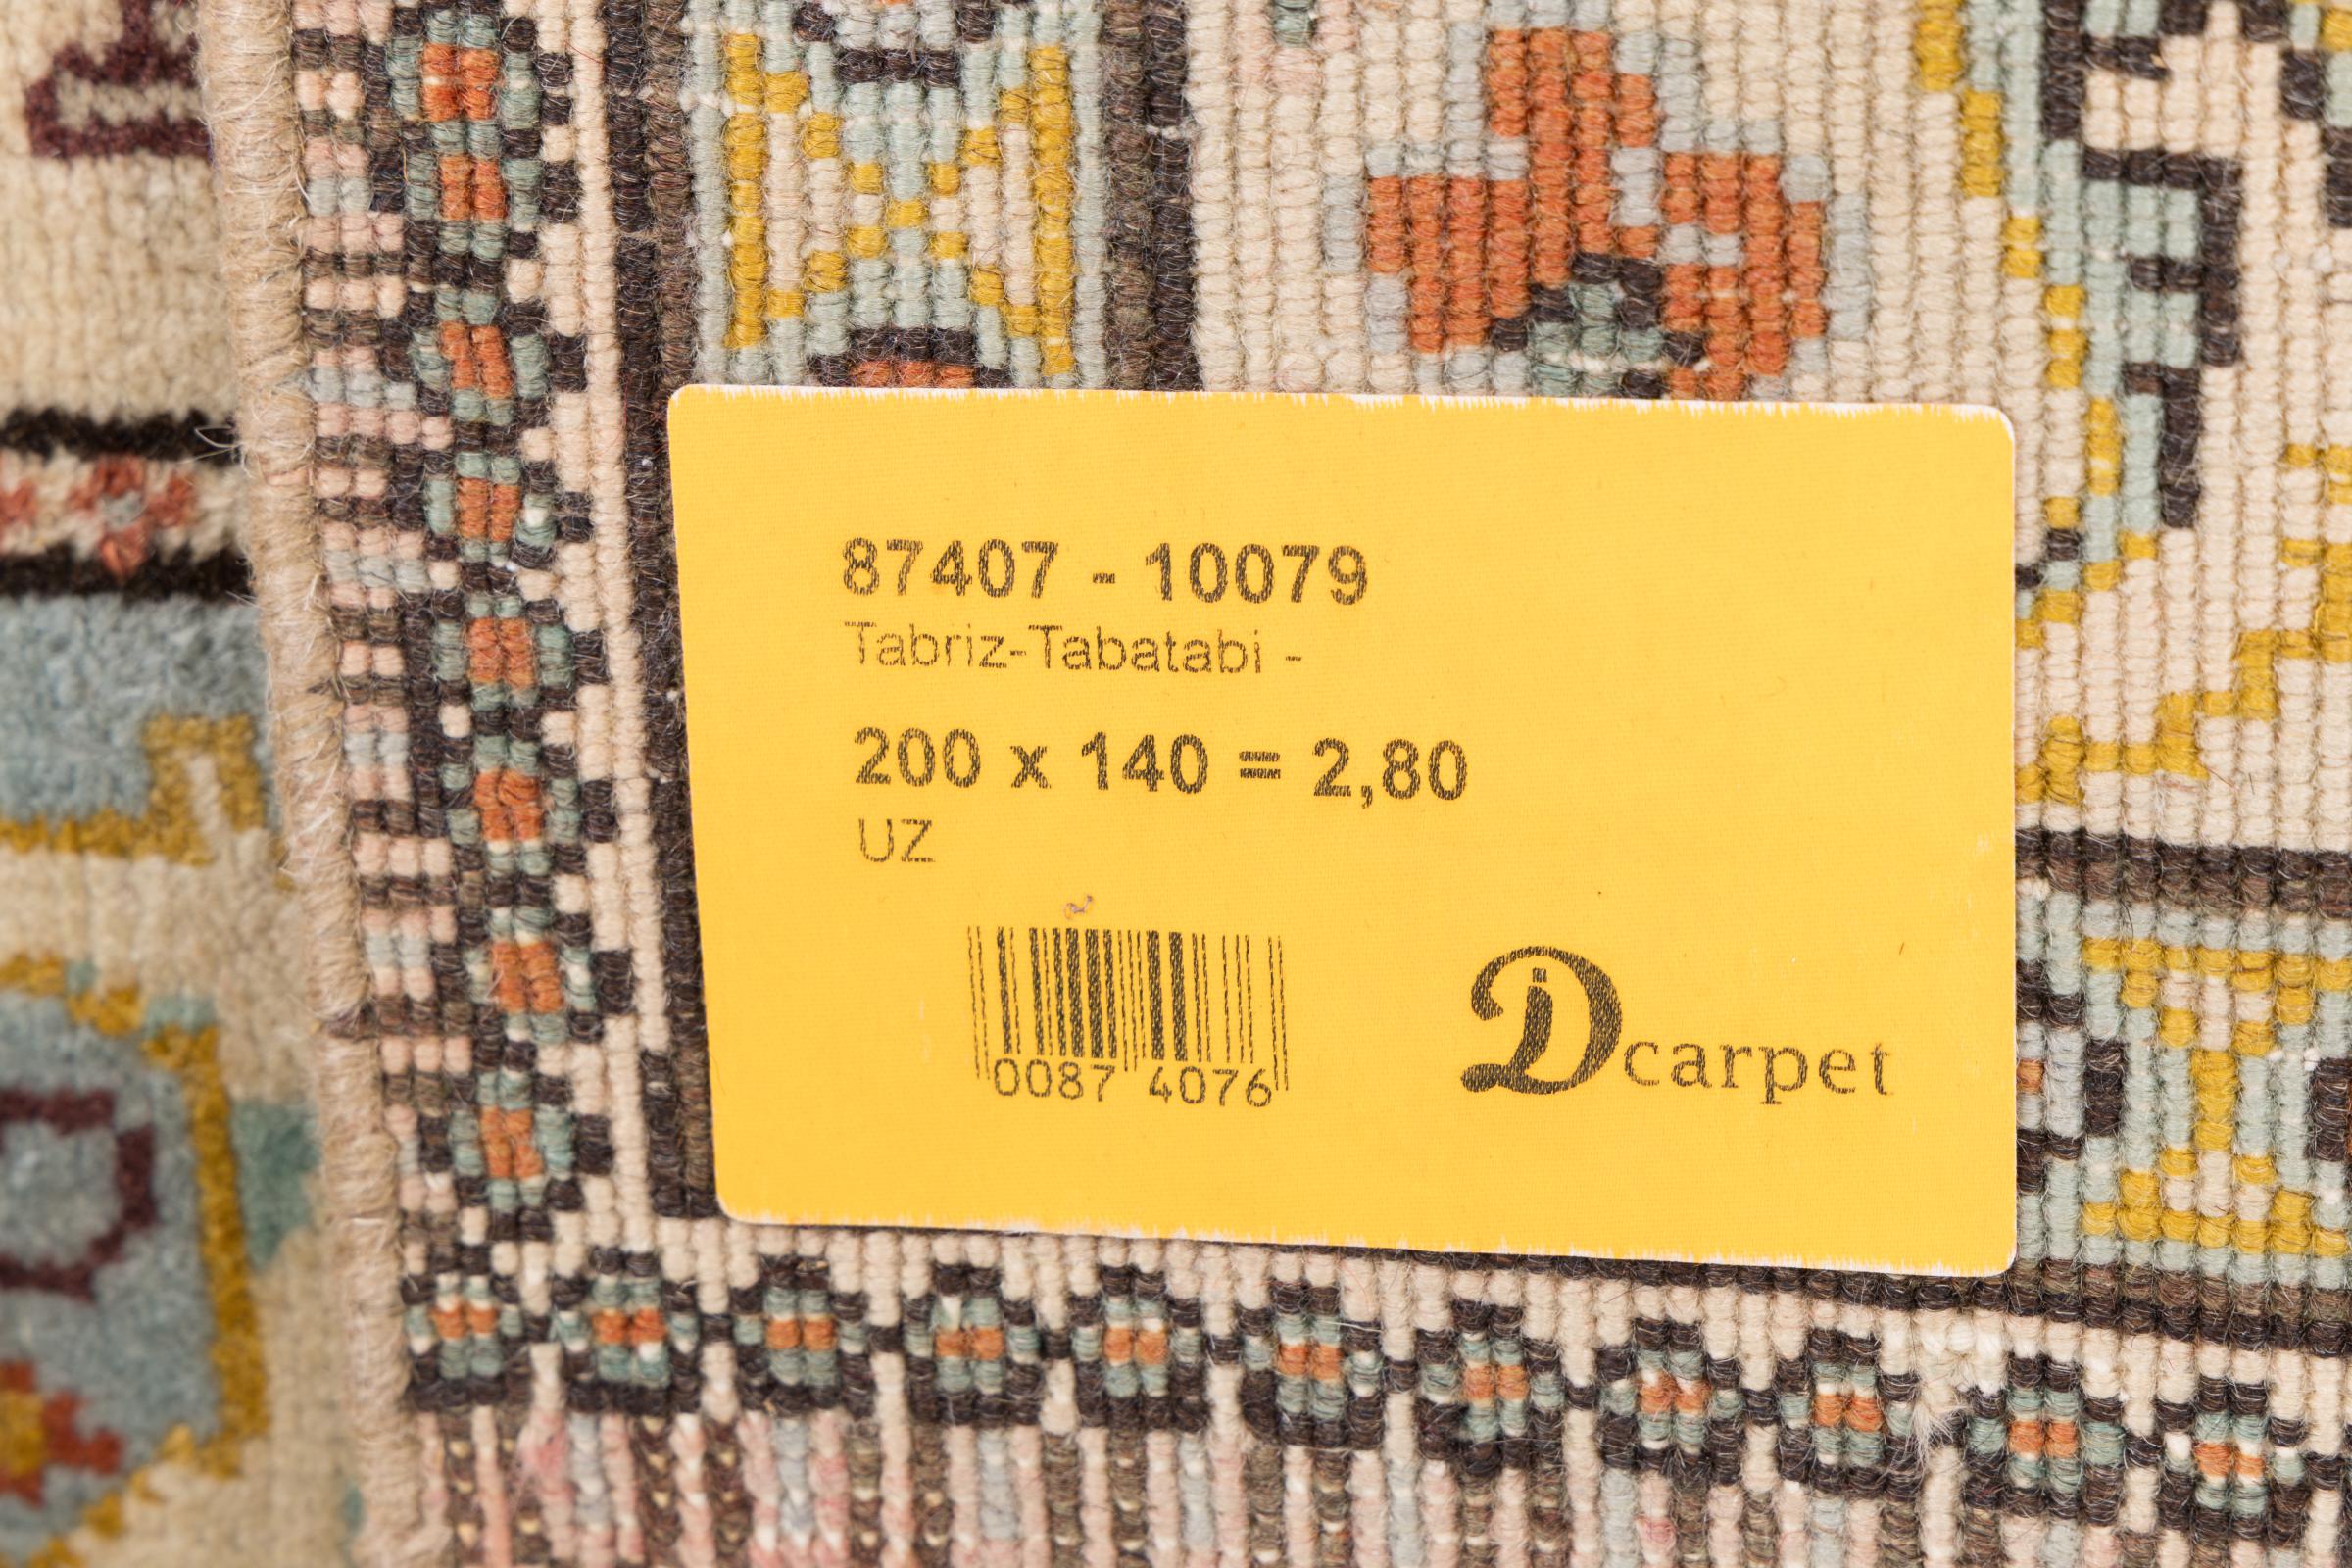 87407 - 10079
Tabriz-Tabatabi -
200 x 140 = 2,80
UZ
0087 4076
Dcarpet